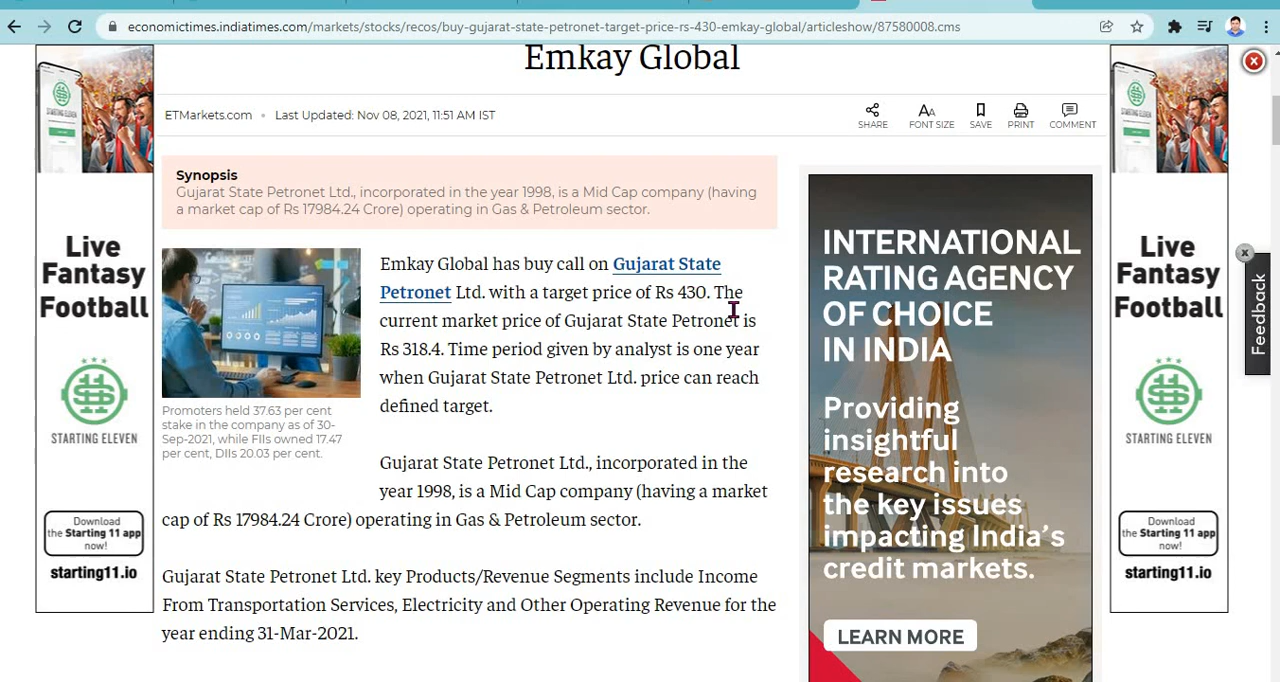 economictimes.indiatimes.com/markets/stocks/recos/buy-gujarat-state-petronet-target-price-rs-430-emkay-global/articleshow/87580008.cms
Emkay Global
ETMarkets.com • Last Updated: Nov 08, 2021, 11:51 AM IST
SHARE
AA
FONT SIZE
SAVE
PRINT
COMMENT
Synopsis
Gujarat State Petronet Ltd., incorporated in the year 1998, is a Mid Cap company (having
a market cap of Rs 17984.24 Crore) operating in Gas & Petroleum sector.
Promoters held 37.63 per cent
stake in the company as of 30-
Sep-2021, while FIIs owned 17.47
per cent, DIIs 20.03 per cent.
Emkay Global has buy call on Gujarat State
Petronet Ltd. with a target price of Rs 430. The
current market price of Gujarat State Petronet is
Rs 318.4. Time period given by analyst is one year
when Gujarat State Petronet Ltd. price can reach
defined target.
Gujarat State Petronet Ltd., incorporated in the
year 1998, is a Mid Cap company (having a market
cap of Rs 17984.24 Crore) operating in Gas & Petroleum sector.
Gujarat State Petronet Ltd. key Products/Revenue Segments include Income
From Transportation Services, Electricity and Other Operating Revenue for the
year ending 31-Mar-2021.
Live
Fantasy
Football
STARTING ELEVEN
Download
the Starting 11 app
now!
starting11.io
INTERNATIONAL
RATING AGENCY
OF CHOICE
IN INDIA
Providing
insightful
research into
the key issues
impacting India's
credit markets.
LEARN MORE
Live
Fantasy
Football
STARTING ELEVEN
Download
the Starting 11 app
now!
starting11.io
x
Feedback